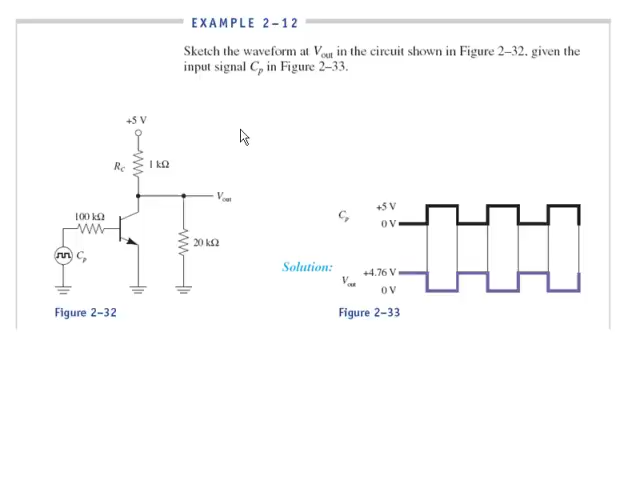 EXAMPLE 2–12
Sketch the waveform at Vout in the circuit shown in Figure 2–32, given the
input signal Cp in Figure 2–33.
+5 V
RC 1 kΩ
Vout
100 kΩ
20 kΩ
Cp
Figure 2–32
Cp
+5 V
0 V
Solution:
Vout
+4.76 V
0 V
Figure 2–33